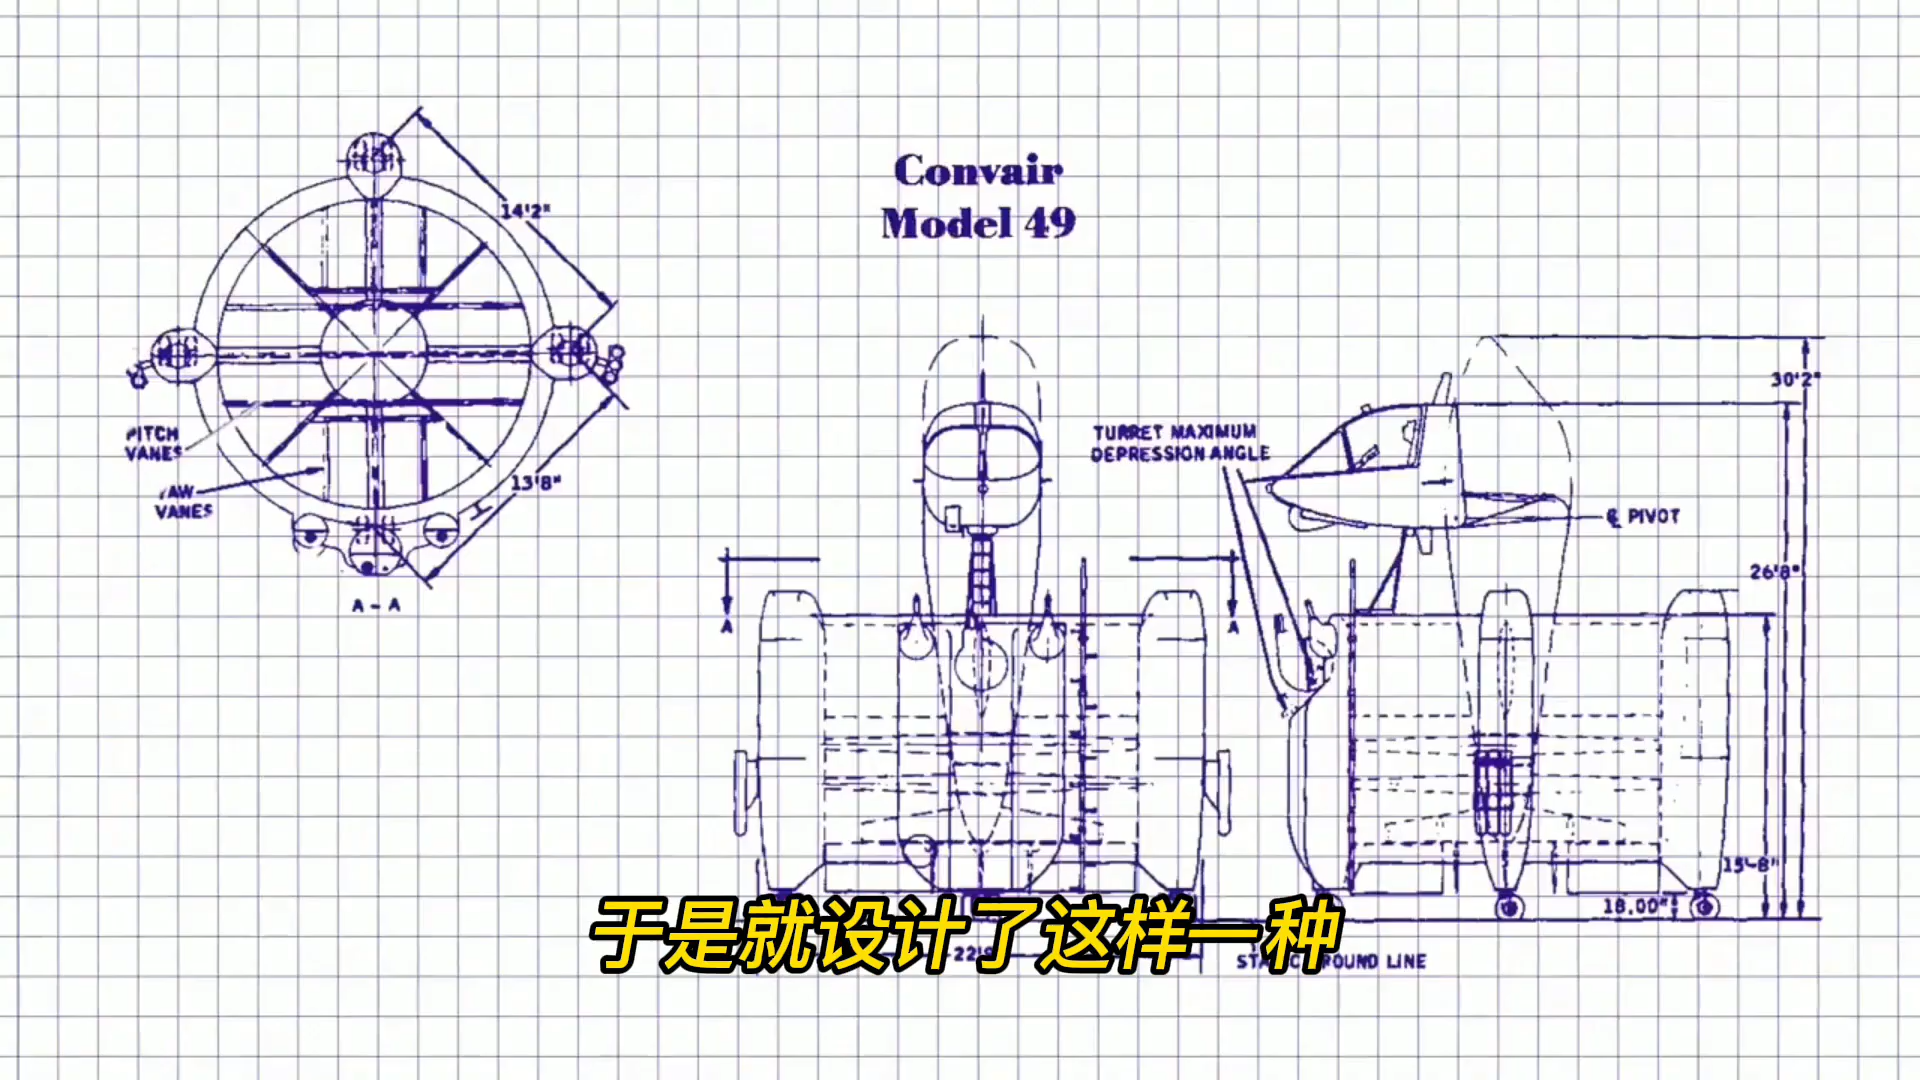 Convair
Model 49
14'2"
13'8"
PITCH
VANES
YAW
VANES
A - A
TURRET MAXIMUM
DEPRESSION ANGLE
30'2"
℄ PIVOT
26'8"
A
A
15'-8"
18.00"
于是就设计了这样一种